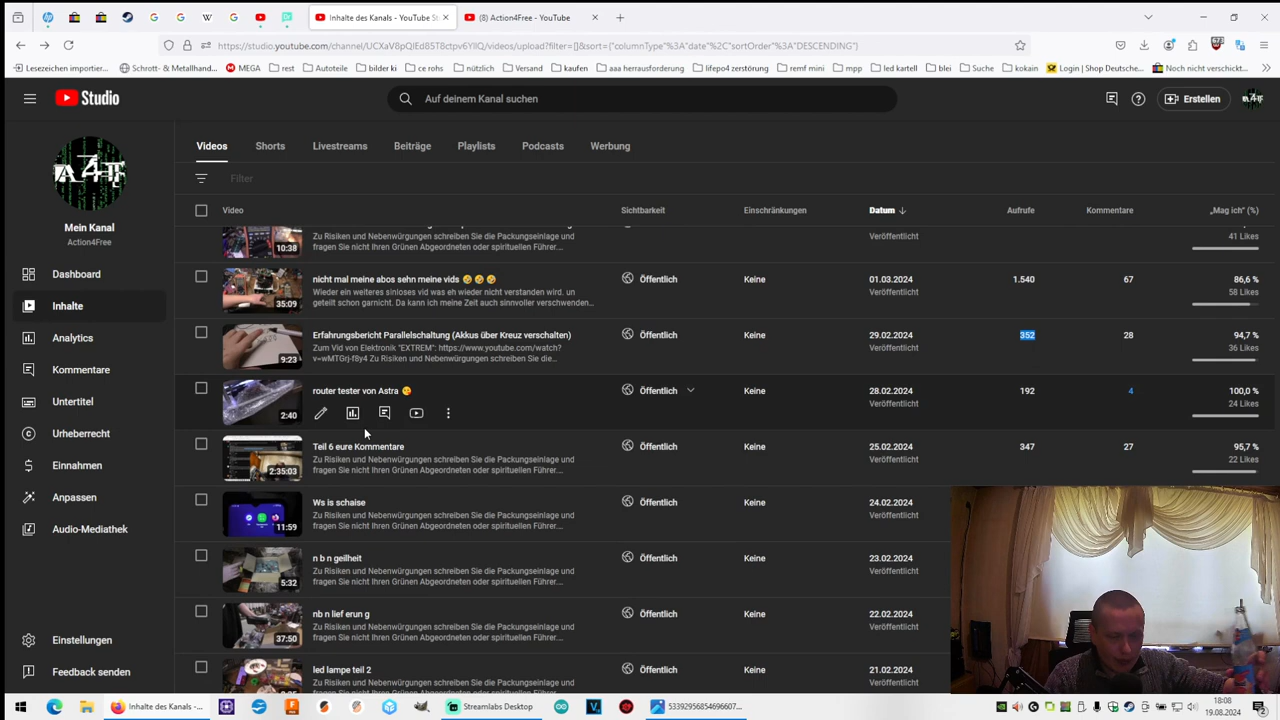 Inhalte des Kanals - YouTube St
(8) Action4Free - YouTube
https://studio.youtube.com/channel/UCXaV8pQIEd85T8ctpv6YIIQ/videos/upload?filter=[]&sort={"columnType"%3A"date"%2C"sortOrder"%3A"DESCENDING"}
Lesezeichen importier...
Schrott- & Metallhand...
MEGA
rest
Autoteile
bilder ki
ce rohs
nützlich
Versand
kaufen
aaa herrausforderung
lifepo4 zerstörung
remf mini
mpp
led kartell
blei
Suche
kokain
Login | Shop Deutsche...
Noch nicht verschickt...
Studio
Auf deinem Kanal suchen
Erstellen
A4F
Mein Kanal
Action4Free
Dashboard
Inhalte
Analytics
Kommentare
Untertitel
Urheberrecht
Einnahmen
Anpassen
Audio-Mediathek
Einstellungen
Feedback senden
Videos Shorts Livestreams Beiträge Playlists Podcasts Werbung
Filter
Video Sichtbarkeit Einschränkungen Datum Aufrufe Kommentare „Mag ich“ (%)
Zu Risiken und Nebenwürgungen schreiben Sie die Packungseinlage und
Veröffentlicht
41 Likes
10:38
fragen Sie nicht Ihren Grünen Abgeordneten oder spirituellen Führer...
nicht mal meine abos sehn meine vids 🤣🤣🤣
Öffentlich Keine 01.03.2024 1.540 67 86,6 %
Wieder ein weiteres sinloses vid was eh wieder nicht verstanden wird, un
Veröffentlicht
58 Likes
35:09
geteilt schon garnicht. Da kann ich meine Zeit auch sinnvoller verschwenden...
Erfahrungsbericht Parallelschaltung (Akkus über Kreuz verschalten)
Öffentlich Keine 29.02.2024 352 28 94,7 %
Zum Vid von Elektronik "EXTREM": https://www.youtube.com/watch?
Veröffentlicht
36 Likes
9:23
v=wMTGrj-f8y4 Zu Risiken und Nebenwürgungen schreiben Sie die...
router tester von Astra 😘
Öffentlich Keine 28.02.2024 192 4 100,0 %
Veröffentlicht
24 Likes
2:40
Teil 6 eure Kommentare
Öffentlich Keine 25.02.2024 347 27 95,7 %
Zu Risiken und Nebenwürgungen schreiben Sie die Packungseinlage und
Veröffentlicht
22 Likes
2:35:03
fragen Sie nicht Ihren Grünen Abgeordneten oder spirituellen Führer...
Ws is schaise
Öffentlich Keine 24.02.2024
Zu Risiken und Nebenwürgungen schreiben Sie die Packungseinlage und
Veröffentlicht
11:59
fragen Sie nicht Ihren Grünen Abgeordneten oder spirituellen Führer...
n b n geilheit
Öffentlich Keine 23.02.2024
Zu Risiken und Nebenwürgungen schreiben Sie die Packungseinlage und
Veröffentlicht
5:32
fragen Sie nicht Ihren Grünen Abgeordneten oder spirituellen Führer...
nb n lief erun g
Öffentlich Keine 22.02.2024
Zu Risiken und Nebenwürgungen schreiben Sie die Packungseinlage und
Veröffentlicht
37:50
fragen Sie nicht Ihren Grünen Abgeordneten oder spirituellen Führer...
led lampe teil 2
Öffentlich Keine 21.02.2024
Zu Risiken und Nebenwürgungen schreiben Sie die Packungseinlage und
Veröffentlicht
Inhalte des Kanals -...
Streamlabs Desktop
53392956854696607...
18:08
19.08.2024